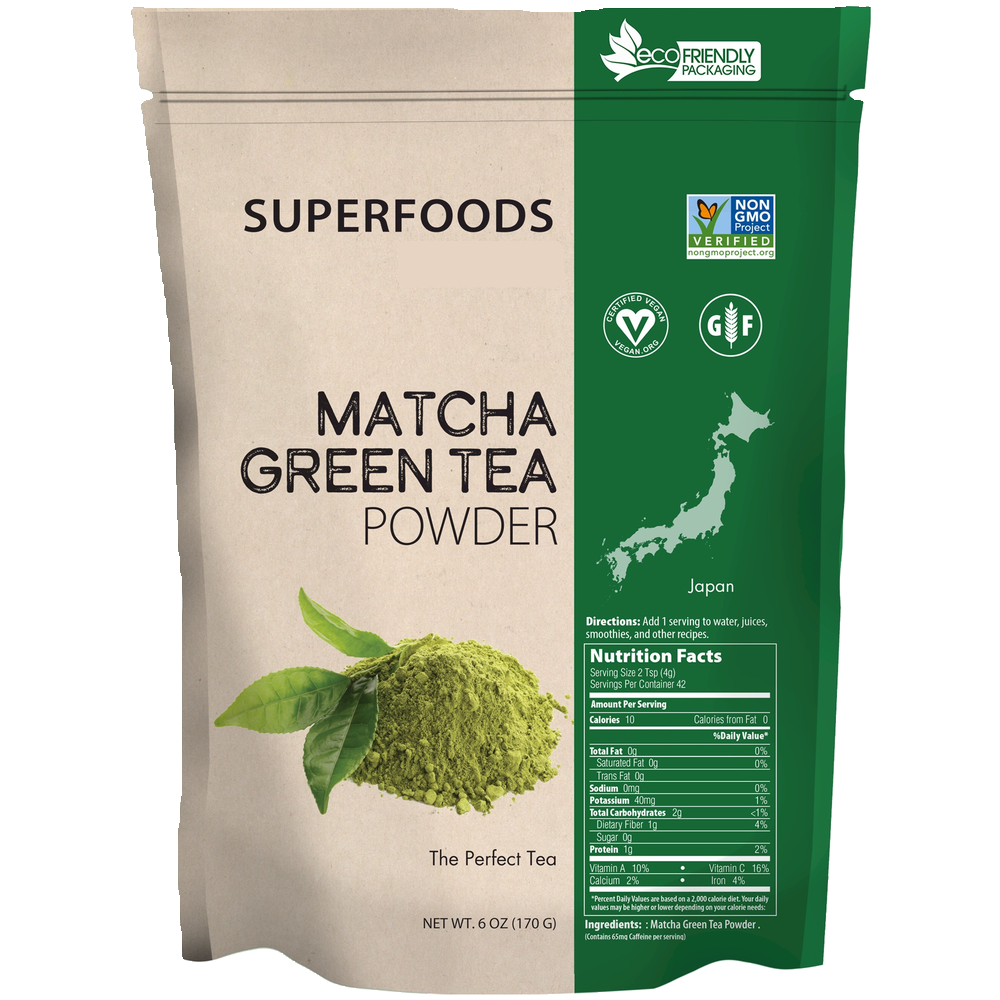 eco FRIENDLY
PACKAGING
SUPERFOODS
NON
GMO
Project
VERIFIED
nongmoproject.org
CERTIFIED VEGAN
V
VEGAN.ORG
G F
MATCHA
GREEN TEA
POWDER
Japan
Directions: Add 1 serving to water, juices,
smoothies, and other recipes.
Nutrition Facts
Serving Size 2 Tsp (4g)
Servings Per Container 42
Amount Per Serving
Calories 10 Calories from Fat 0
%Daily Value*
Total Fat 0g 0%
Saturated Fat 0g 0%
Trans Fat 0g
Sodium 0mg 0%
Potassium 40mg 1%
Total Carbohydrates 2g <1%
Dietary Fiber 1g 4%
Sugar 0g
Protein 1g 2%
Vitamin A 10% • Vitamin C 16%
Calcium 2% • Iron 4%
*Percent Daily Values are based on a 2,000 calorie diet. Your daily
values may be higher or lower depending on your calorie needs:
Ingredients: : Matcha Green Tea Powder .
(Contains 65mg Caffeine per serving)
The Perfect Tea
NET WT. 6 OZ (170 G)